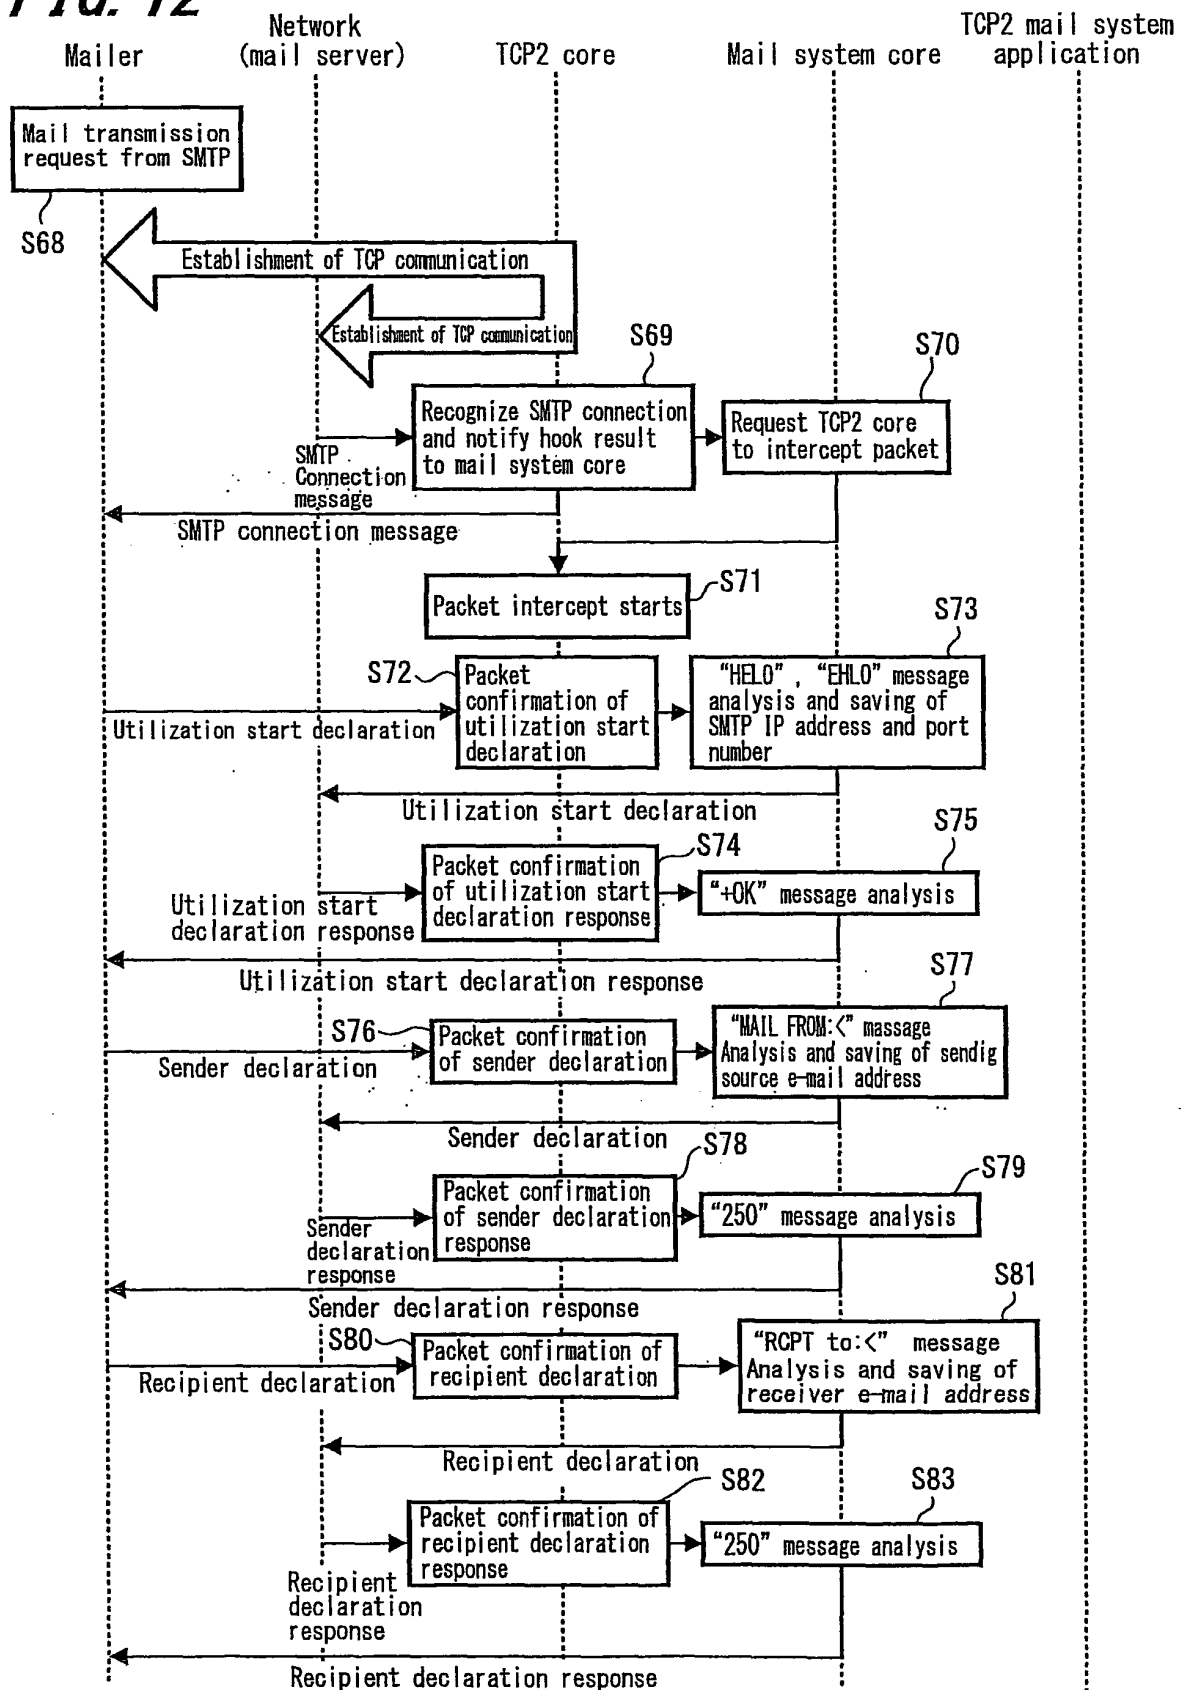 FIG. 12
Network
(mail server)
TCP2 mail system
application
Mailer
TCP2 core
Mail system core
Mail transmission
request from SMTP
S68
Establishment of TCP communication
Establishment of TCP communication
S69
S70
Recognize SMTP connection
and notify hook result
to mail system core
Request TCP2 core
to intercept packet
SMTP
Connection
message
SMTP connection message
S71
Packet intercept starts
S72
Packet
confirmation of
utilization start
declaration
S73
"HELO", "EHLO" message
analysis and saving of
SMTP IP address and port
number
Utilization start declaration
Utilization start declaration
S74
S75
Packet confirmation
of utilization start
declaration response
"+OK" message analysis
Utilization start
declaration response
Utilization start declaration response
S76
S77
Packet confirmation
of sender declaration
"MAIL FROM:<" massage
Analysis and saving of sendig
source e-mail address
Sender declaration
Sender declaration
S78
S79
Packet confirmation
of sender declaration
response
"250" message analysis
Sender
declaration
response
Sender declaration response
S80
S81
Packet confirmation of
recipient declaration
"RCPT to:<" message
Analysis and saving of
receiver e-mail address
Recipient declaration
Recipient declaration
S82
S83
Packet confirmation of
recipient declaration
response
"250" message analysis
Recipient
declaration
response
Recipient declaration response